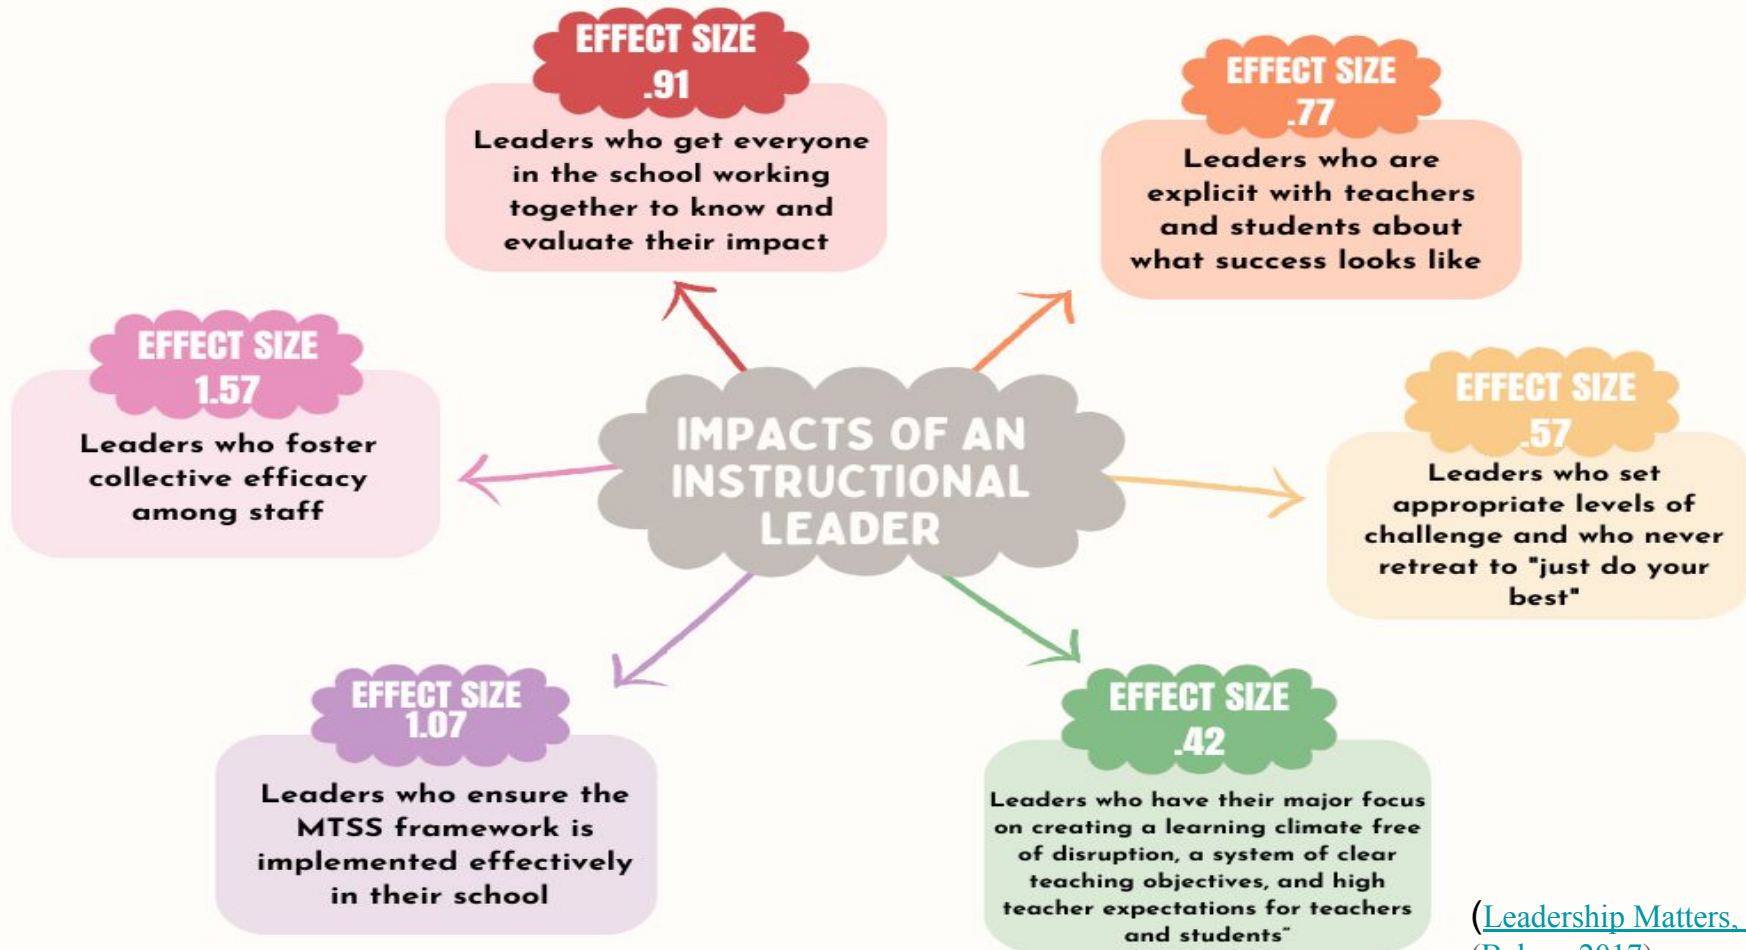 EFFECT SIZE
.91
Leaders who get everyone
in the school working
together to know and
evaluate their impact
EFFECT SIZE
.77
Leaders who are
explicit with teachers
and students about
what success looks like
EFFECT SIZE
1.57
Leaders who foster
collective efficacy
among staff
IMPACTS OF AN
INSTRUCTIONAL
LEADER
EFFECT SIZE
.57
Leaders who set
appropriate levels of
challenge and who never
retreat to "just do your
best"
EFFECT SIZE
1.07
Leaders who ensure the
MTSS framework is
implemented effectively
in their school
EFFECT SIZE
.42
Leaders who have their major focus
on creating a learning climate free
of disruption, a system of clear
teaching objectives, and high
teacher expectations for teachers
and students"
(Leadership Matters,